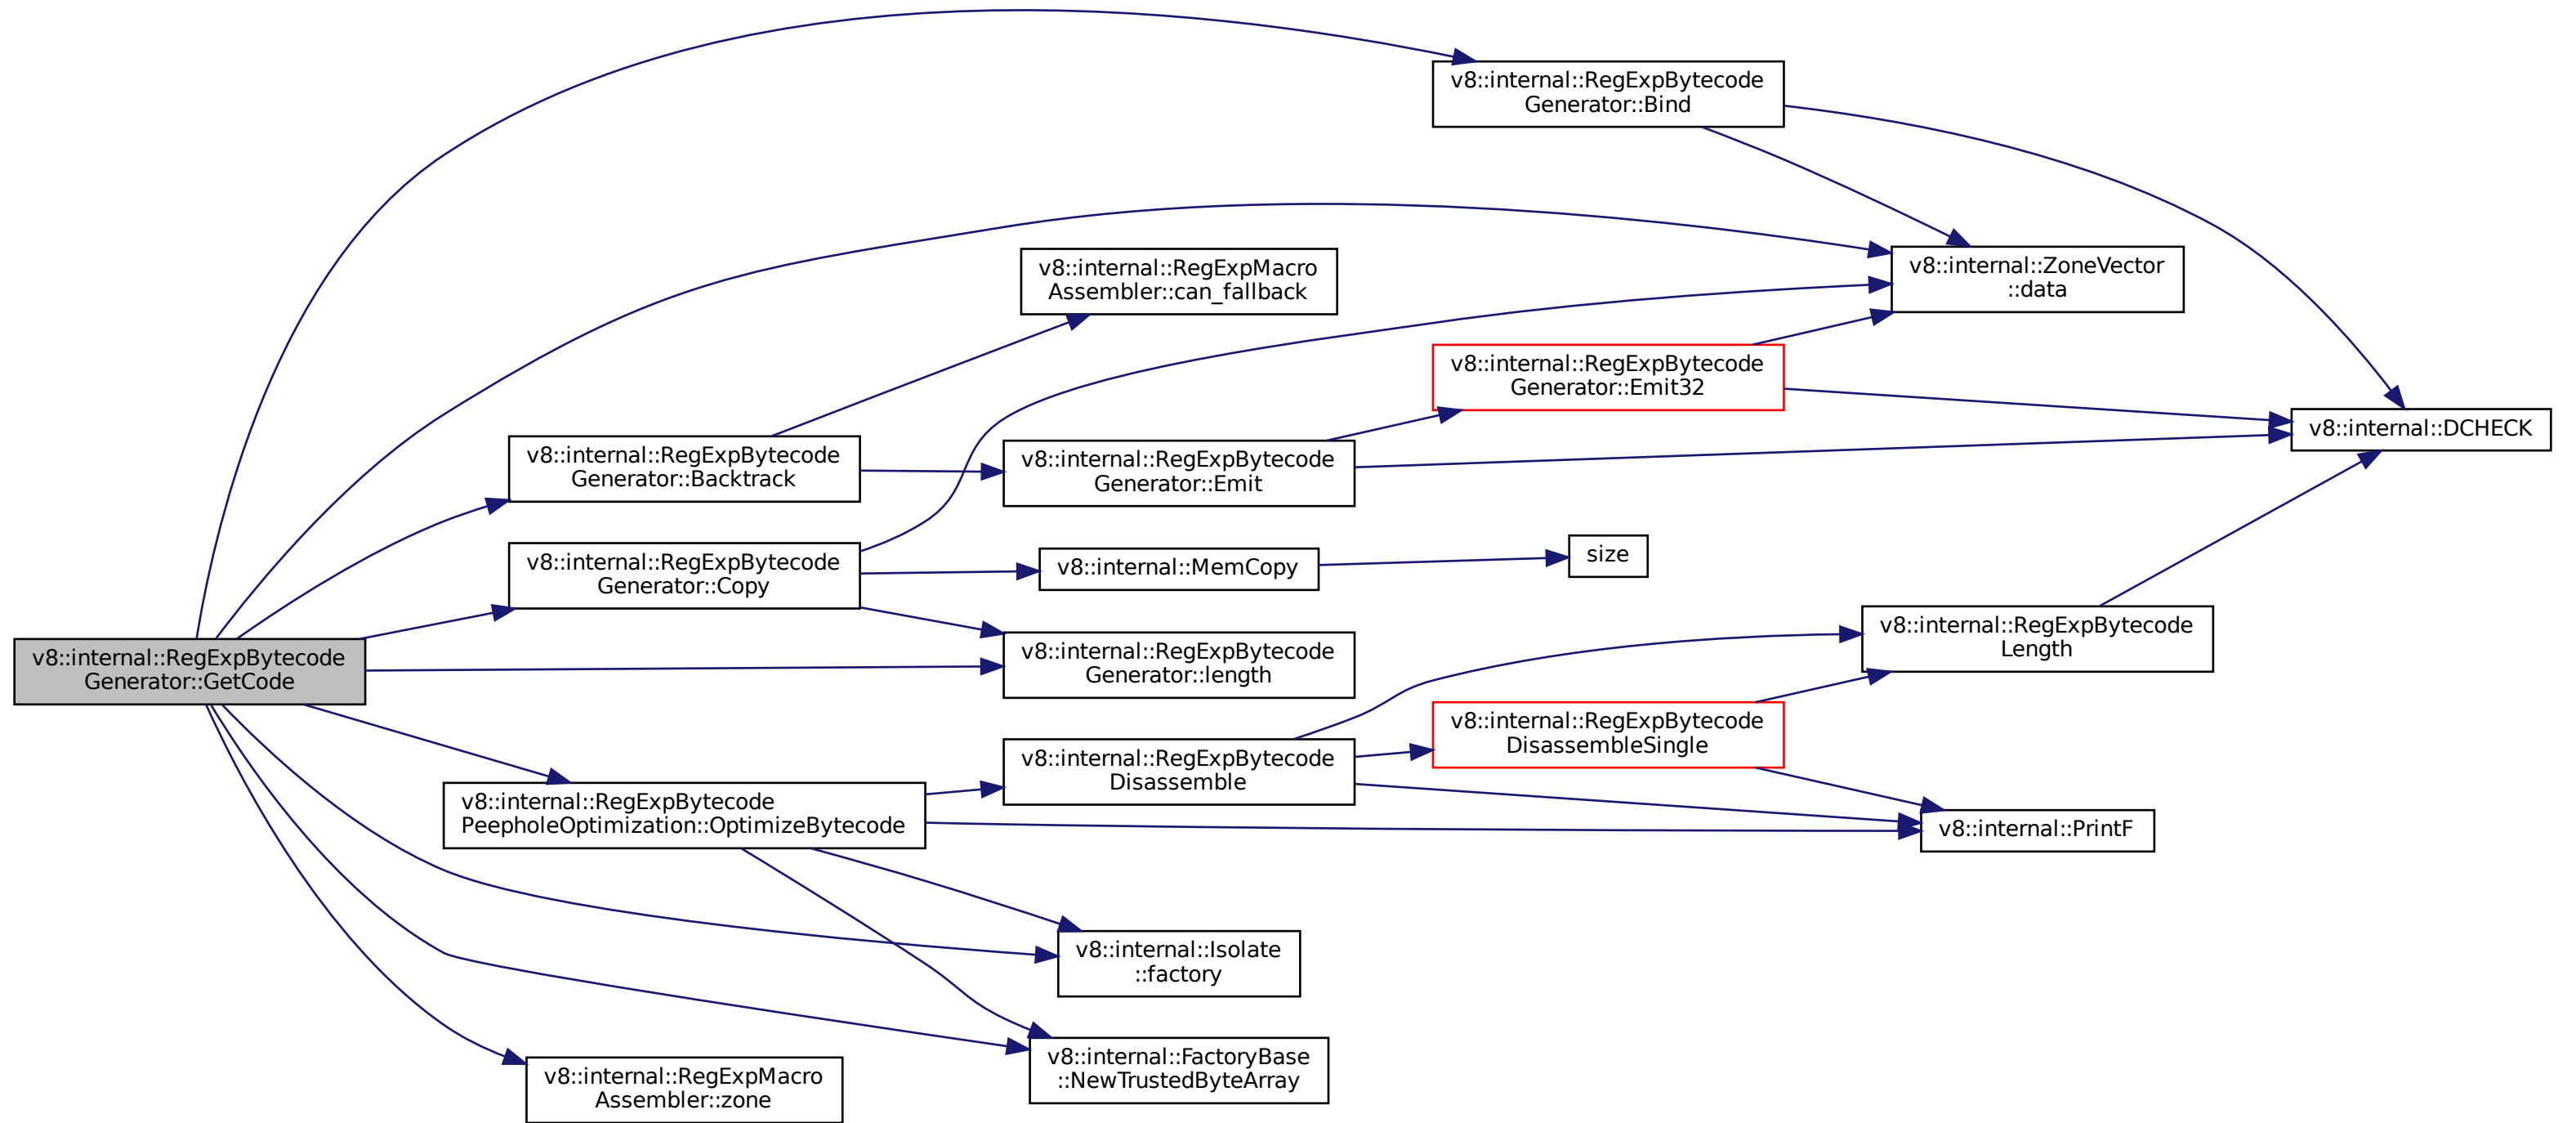 v8::internal::RegExpBytecode
Generator::Bind
v8::internal::ZoneVector
::data
v8::internal::RegExpMacro
Assembler::can_fallback
v8::internal::RegExpBytecode
Generator::Emit32
v8::internal::DCHECK
v8::internal::RegExpBytecode
Generator::Backtrack
v8::internal::RegExpBytecode
Generator::Emit
v8::internal::RegExpBytecode
Generator::Copy
v8::internal::MemCopy
size
v8::internal::RegExpBytecode
Generator::GetCode
v8::internal::RegExpBytecode
Generator::length
v8::internal::RegExpBytecode
Length
v8::internal::RegExpBytecode
DisassembleSingle
v8::internal::RegExpBytecode
Disassemble
v8::internal::RegExpBytecode
PeepholeOptimization::OptimizeBytecode
v8::internal::PrintF
v8::internal::Isolate
::factory
v8::internal::FactoryBase
::NewTrustedByteArray
v8::internal::RegExpMacro
Assembler::zone